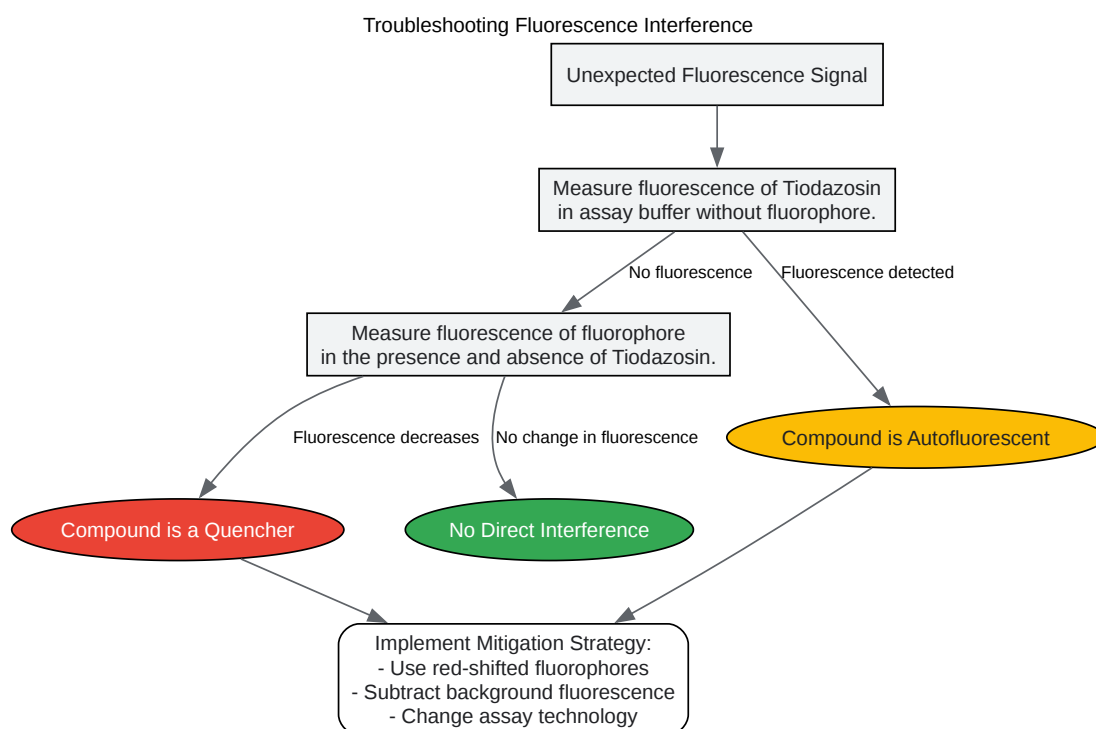 Troubleshooting Fluorescence Interference
Unexpected Fluorescence Signal
Measure fluorescence of Tiodazosin
in assay buffer without fluorophore.
No fluorescence
Fluorescence detected
Measure fluorescence of fluorophore
in the presence and absence of Tiodazosin.
Fluorescence decreases
No change in fluorescence
Compound is Autofluorescent
Compound is a Quencher
No Direct Interference
Implement Mitigation Strategy:
- Use red-shifted fluorophores
- Subtract background fluorescence
- Change assay technology